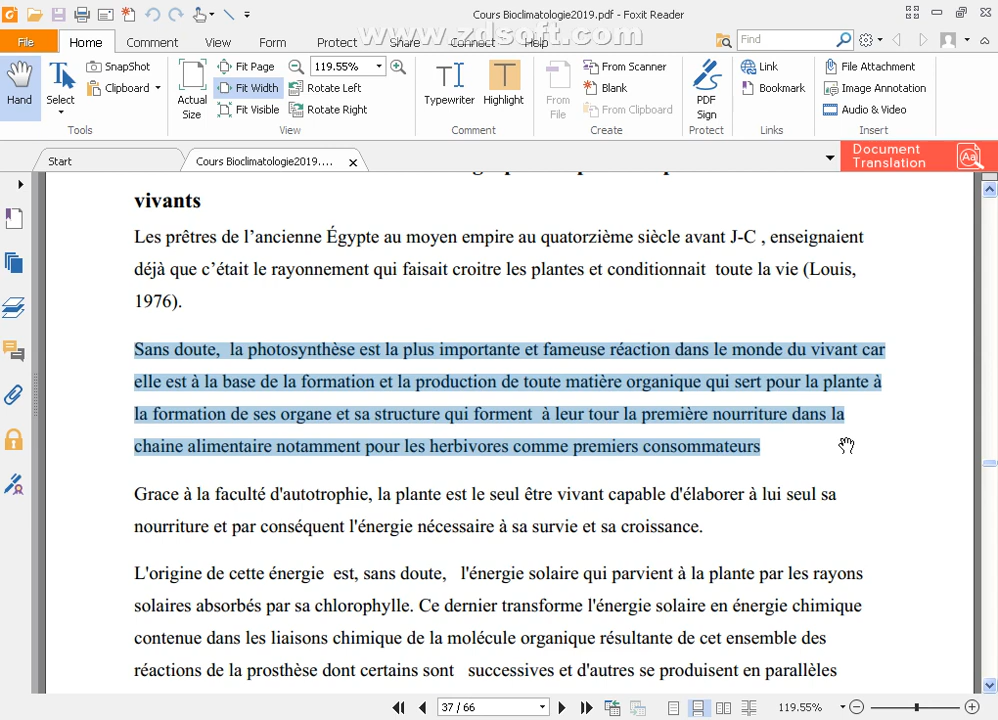 Cours Bioclimatologie2019.pdf - Foxit Reader
www.zdsoft.com
File Home Comment View Form Protect Share Connect Help Find
SnapShot Fit Page 119.55% From Scanner Link File Attachment
Clipboard Fit Width Rotate Left Blank Bookmark Image Annotation
Hand Select Actual Size Fit Visible Rotate Right Typewriter Highlight From File From Clipboard PDF Sign Audio & Video
Tools View Comment Create Protect Links Insert
Start Cours Bioclimatologie2019.... Document Translation
vivants
Les prêtres de l’ancienne Égypte au moyen empire au quatorzième siècle avant J-C , enseignaient
déjà que c’était le rayonnement qui faisait croitre les plantes et conditionnait toute la vie (Louis,
1976).
Sans doute, la photosynthèse est la plus importante et fameuse réaction dans le monde du vivant car
elle est à la base de la formation et la production de toute matière organique qui sert pour la plante à
la formation de ses organe et sa structure qui forment à leur tour la première nourriture dans la
chaine alimentaire notamment pour les herbivores comme premiers consommateurs
Grace à la faculté d'autotrophie, la plante est le seul être vivant capable d'élaborer à lui seul sa
nourriture et par conséquent l'énergie nécessaire à sa survie et sa croissance.
L'origine de cette énergie est, sans doute, l'énergie solaire qui parvient à la plante par les rayons
solaires absorbés par sa chlorophylle. Ce dernier transforme l'énergie solaire en énergie chimique
contenue dans les liaisons chimique de la molécule organique résultante de cet ensemble des
réactions de la prosthèse dont certains sont successives et d'autres se produisent en parallèles
37 / 66 119.55%